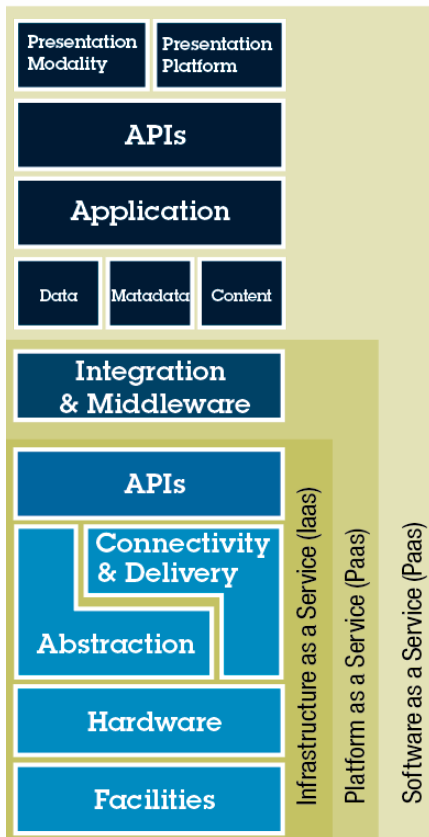 Presentation
Modality
Presentation
Platform
APIs
Application
Data
Matadata
Content
Integration
& Middleware
APIs
Connectivity
& Delivery
Abstraction
Hardware
Facilities
Infrastructure as a Service (Iaas)
Platform as a Service (Paas)
Software as a Service (Paas)